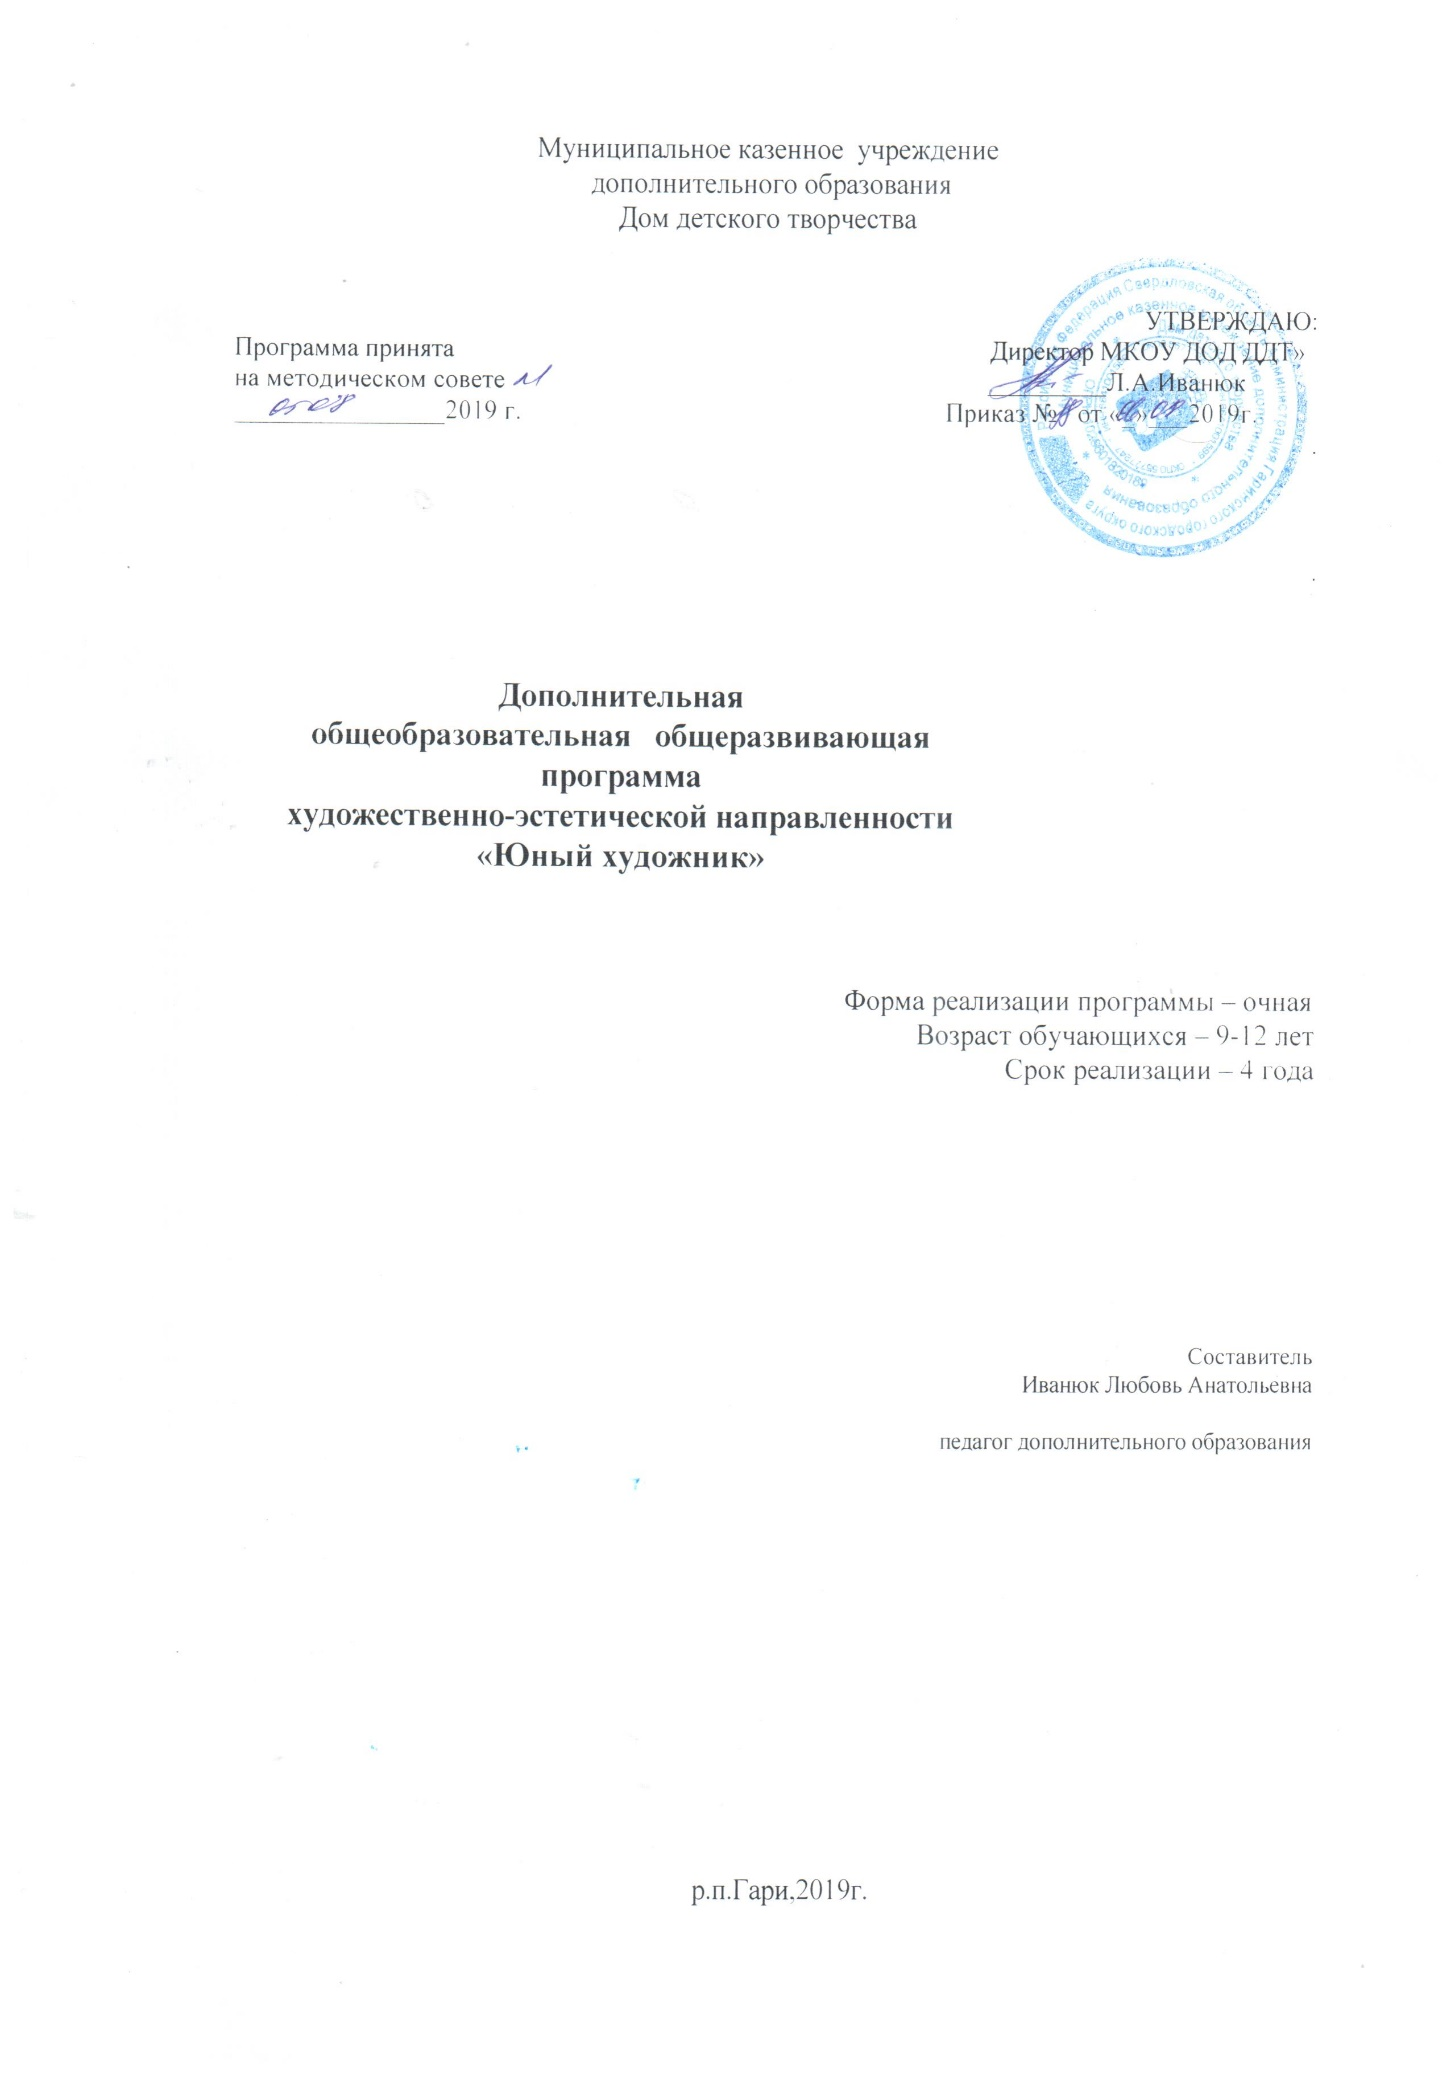 Муниципальное казенное учреждение
дополнительного образования
Дом детского творчества
Программа принята
на методическом совете
2019 г.
УТВЕРЖДАЮ:
Директор МКОУ ДОД ДДТ»
Л.А.Иванюк
Приказ № от « » 2019г.
Дополнительная
общеобразовательная общеразвивающая
программа
художественно-эстетической направленности
«Юный художник»
Форма реализации программы – очная
Возраст обучающихся – 9-12 лет
Срок реализации – 4 года
Составитель
Иванюк Любовь Анатольевна
педагог дополнительного образования
р.п.Гари,2019г.